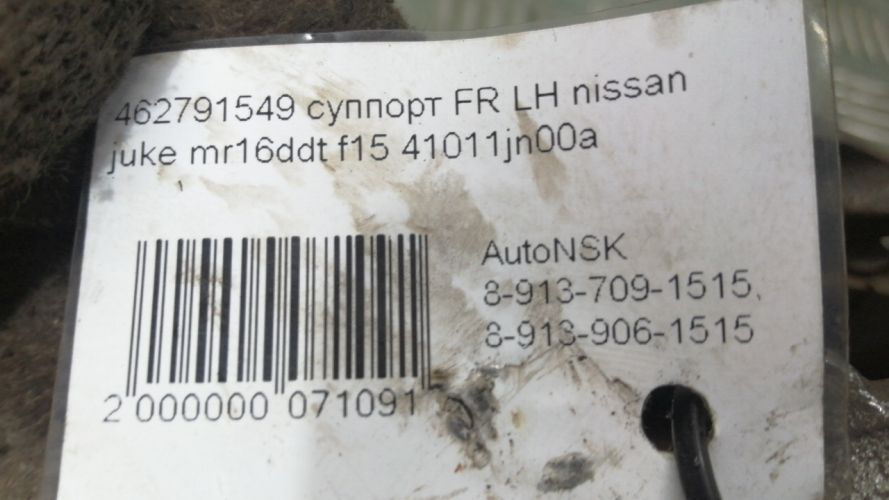 462791549 суппорт FR LH nissan
juke mr16ddt f15 41011jn00a
AutoNSK
8-913-709-1515,
8-913-906-1515
2 000000 071091